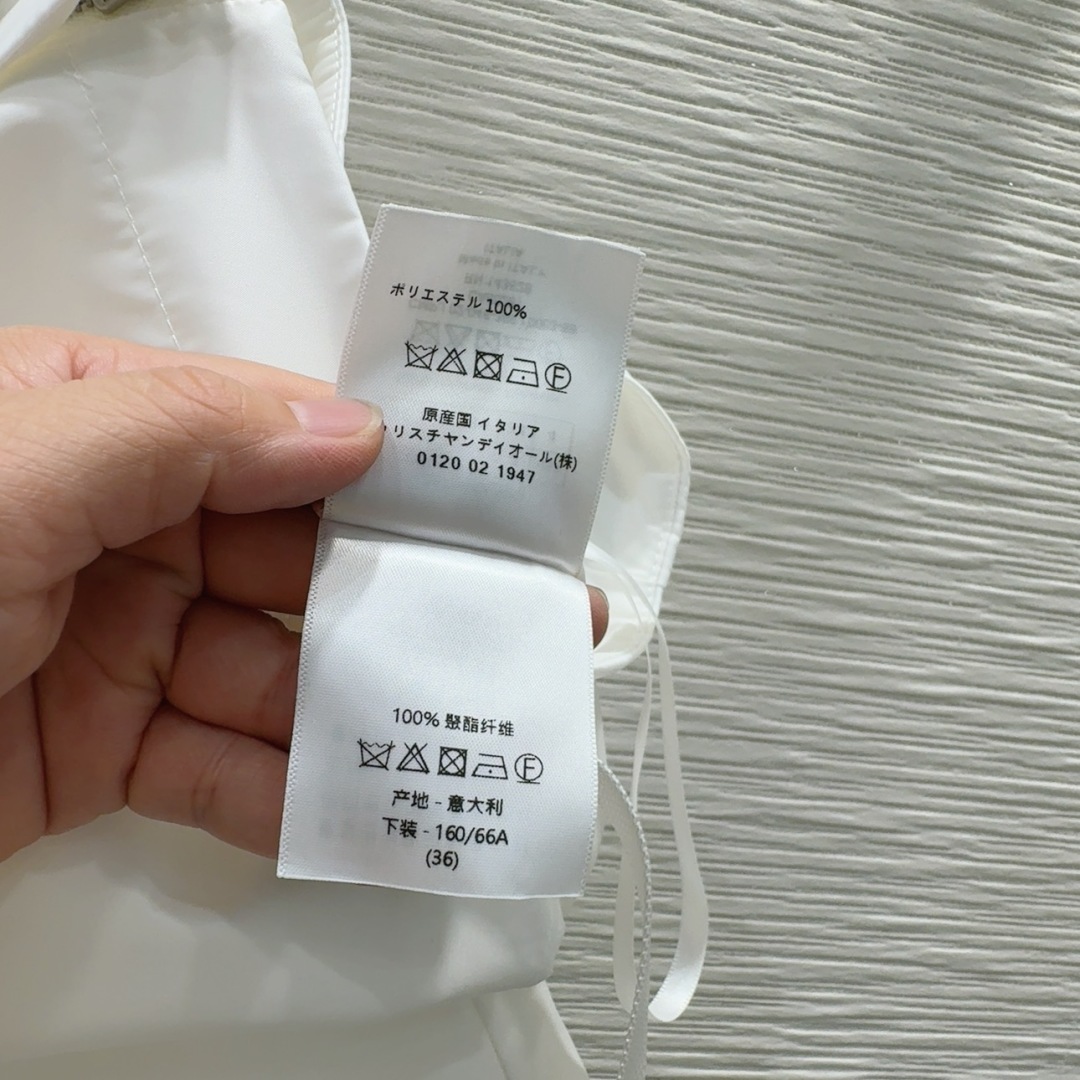 ポリエステル 100%
F
原産国 イタリア
リスチャンディオール(株)
0120 02 1947
100% 聚酯纤维
F
产地 - 意大利
下装 - 160/66A
(36)